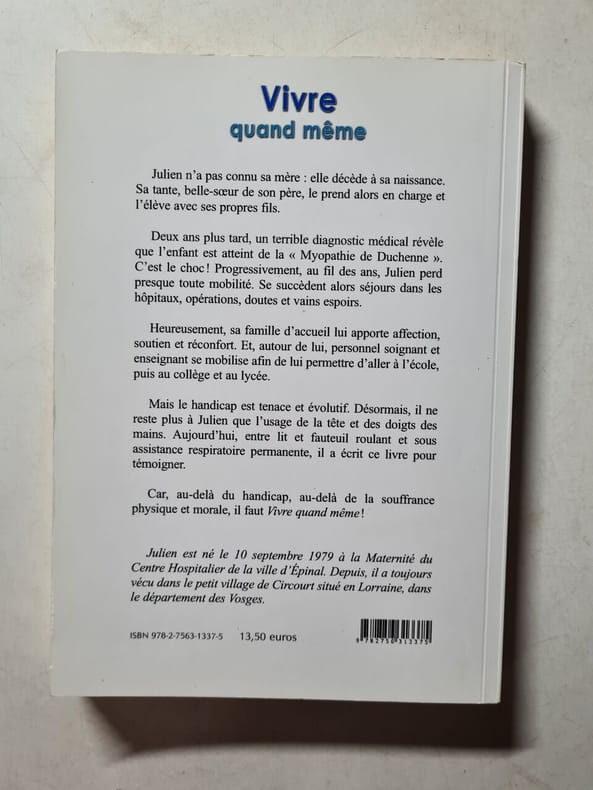 Vivre
quand même
Julien n'a pas connu sa mère : elle décède à sa naissance.
Sa tante, belle-sœur de son père, le prend alors en charge et
l'élève avec ses propres fils.
Deux ans plus tard, un terrible diagnostic médical révèle
que l'enfant est atteint de la « Myopathie de Duchenne ».
C'est le choc ! Progressivement, au fil des ans, Julien perd
presque toute mobilité. Se succèdent alors séjours dans les
hôpitaux, opérations, doutes et vains espoirs.
Heureusement, sa famille d'accueil lui apporte affection,
soutien et réconfort. Et, autour de lui, personnel soignant et
enseignant se mobilise afin de lui permettre d'aller à l'école,
puis au collège et au lycée.
Mais le handicap est tenace et évolutif. Désormais, il ne
reste plus à Julien que l'usage de la tête et des doigts des
mains. Aujourd'hui, entre lit et fauteuil roulant et sous
assistance respiratoire permanente, il a écrit ce livre pour
témoigner.
Car, au-delà du handicap, au-delà de la souffrance
physique et morale, il faut Vivre quand même !
Julien est né le 10 septembre 1979 à la Maternité du
Centre Hospitalier de la ville d'Épinal. Depuis, il a toujours
vécu dans le petit village de Circourt situé en Lorraine, dans
le département des Vosges.
ISBN 978-2-7563-1337-5 13,50 euros
9 782756 313375